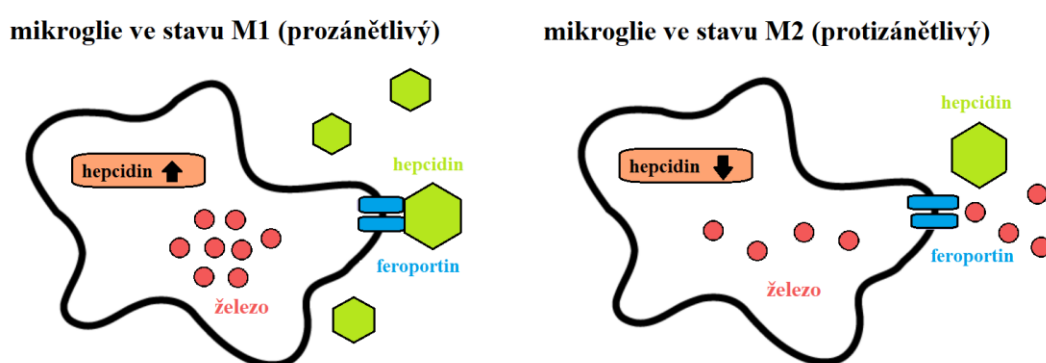 mikroglie ve stavu M1 (prozánětlivý)
hepcidin
hepcidin
feroportin
železo
mikroglie ve stavu M2 (protizánětlivý)
hepcidin
hepcidin
feroportin
železo